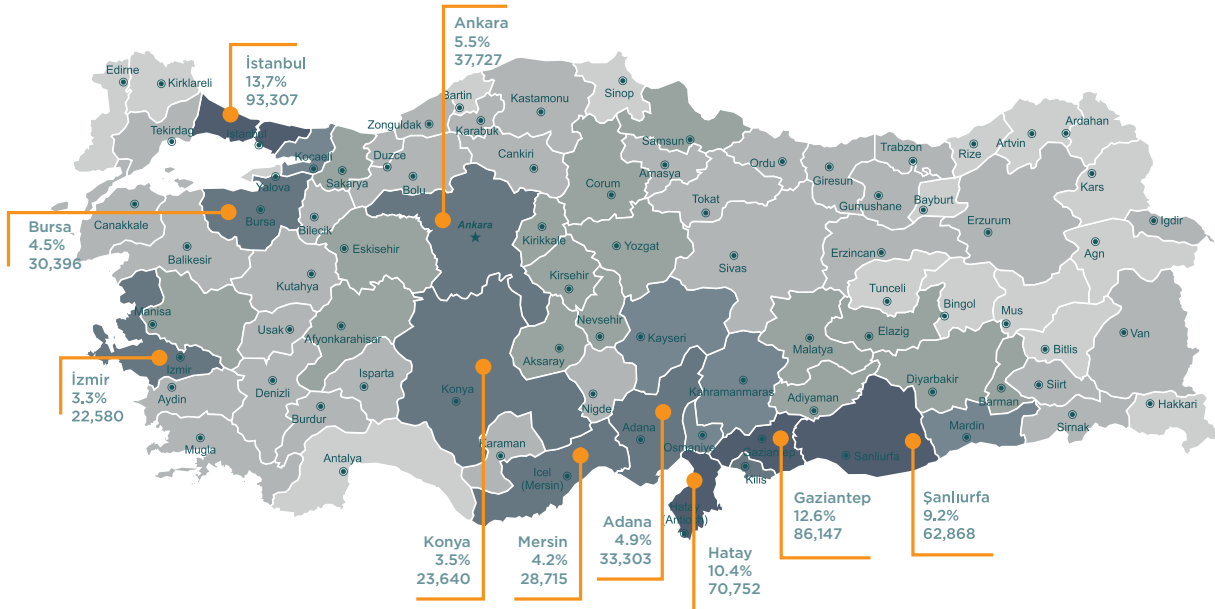 Ankara
5.5%
37,727
İstanbul
13,7%
93,307
Edirne
Kirklareli
Tekirdag
İstanbul
Kocaeli
Yalova
Sakarya
Duzce
Bolu
Zonguldak
Bartin
Karabuk
Kastamonu
Cankiri
Sinop
Samsun
Amasya
Corum
Tokat
Ordu
Giresun
Gumushane
Trabzon
Bayburt
Rize
Artvin
Ardahan
Kars
Igdir
Agn
Erzurum
Erzincan
Tunceli
Bingol
Mus
Bitlis
Van
Hakkari
Sirnak
Siirt
Barman
Mardin
Diyarbakir
Elazig
Malatya
Adiyaman
Sanliurfa
Gaziantep
Kilis
Kahramanmaras
Osmaniye
Adana
Kayseri
Sivas
Yozgat
Kirikkale
Kirsehir
Nevsehir
Aksaray
Nigde
Ankara
Konya
Karaman
Icel
(Mersin)
Antalya
Isparta
Burdur
Mugla
Denizli
Aydin
İzmir
Manisa
Usak
Afyonkarahisar
Kutahya
Eskisehir
Bilecik
Bursa
Balikesir
Canakkale
Bursa
4.5%
30,396
İzmir
3,3%
22,580
Konya
3.5%
23,640
Mersin
4.2%
28,715
Adana
4.9%
33,303
Hatay
10.4%
70,752
Gaziantep
12.6%
86,147
Şanlıurfa
9.2%
62,868